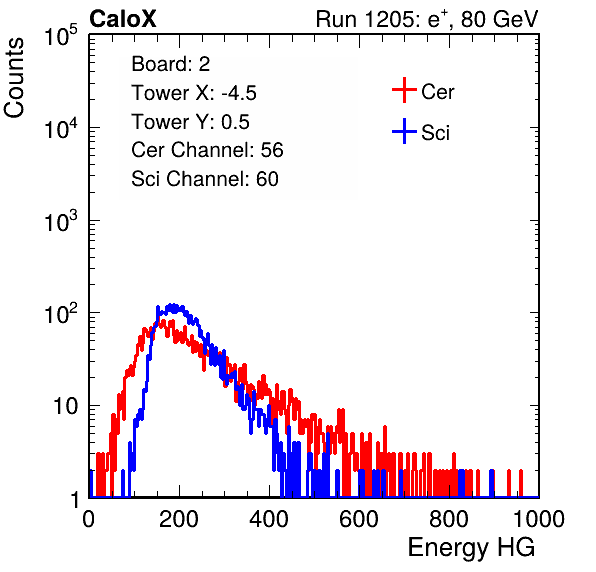 CaloX Run 1205: e⁺, 80 GeV
Counts
Board: 2
Tower X: -4.5
Tower Y: 0.5
Cer Channel: 56
Sci Channel: 60
Cer
Sci
10⁵
10⁴
10³
10²
10
1
0 200 400 600 800 1000
Energy HG